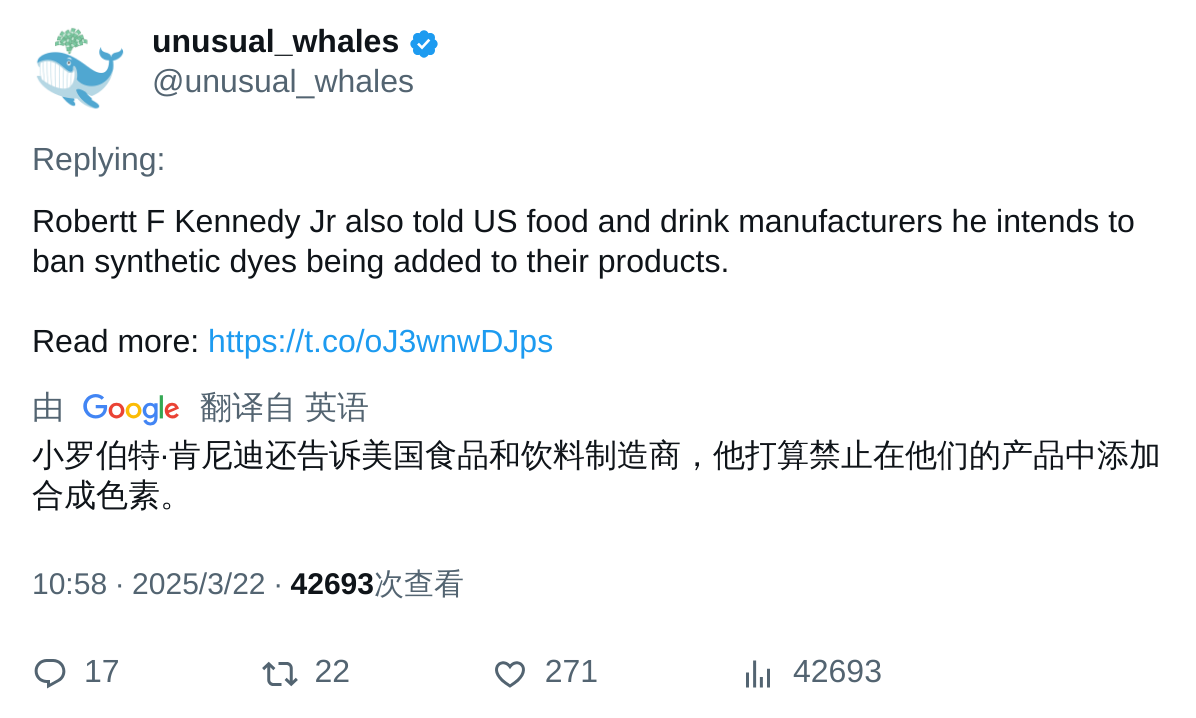 unusual_whales
@unusual_whales
Replying:
Robertt F Kennedy Jr also told US food and drink manufacturers he intends to
ban synthetic dyes being added to their products.
Read more: https://t.co/oJ3wnwDJps
由 Google 翻译自 英语
小罗伯特·肯尼迪还告诉美国食品和饮料制造商，他打算禁止在他们的产品中添加
合成色素。
10:58 · 2025/3/22 · 42693次查看
17 22 271 42693